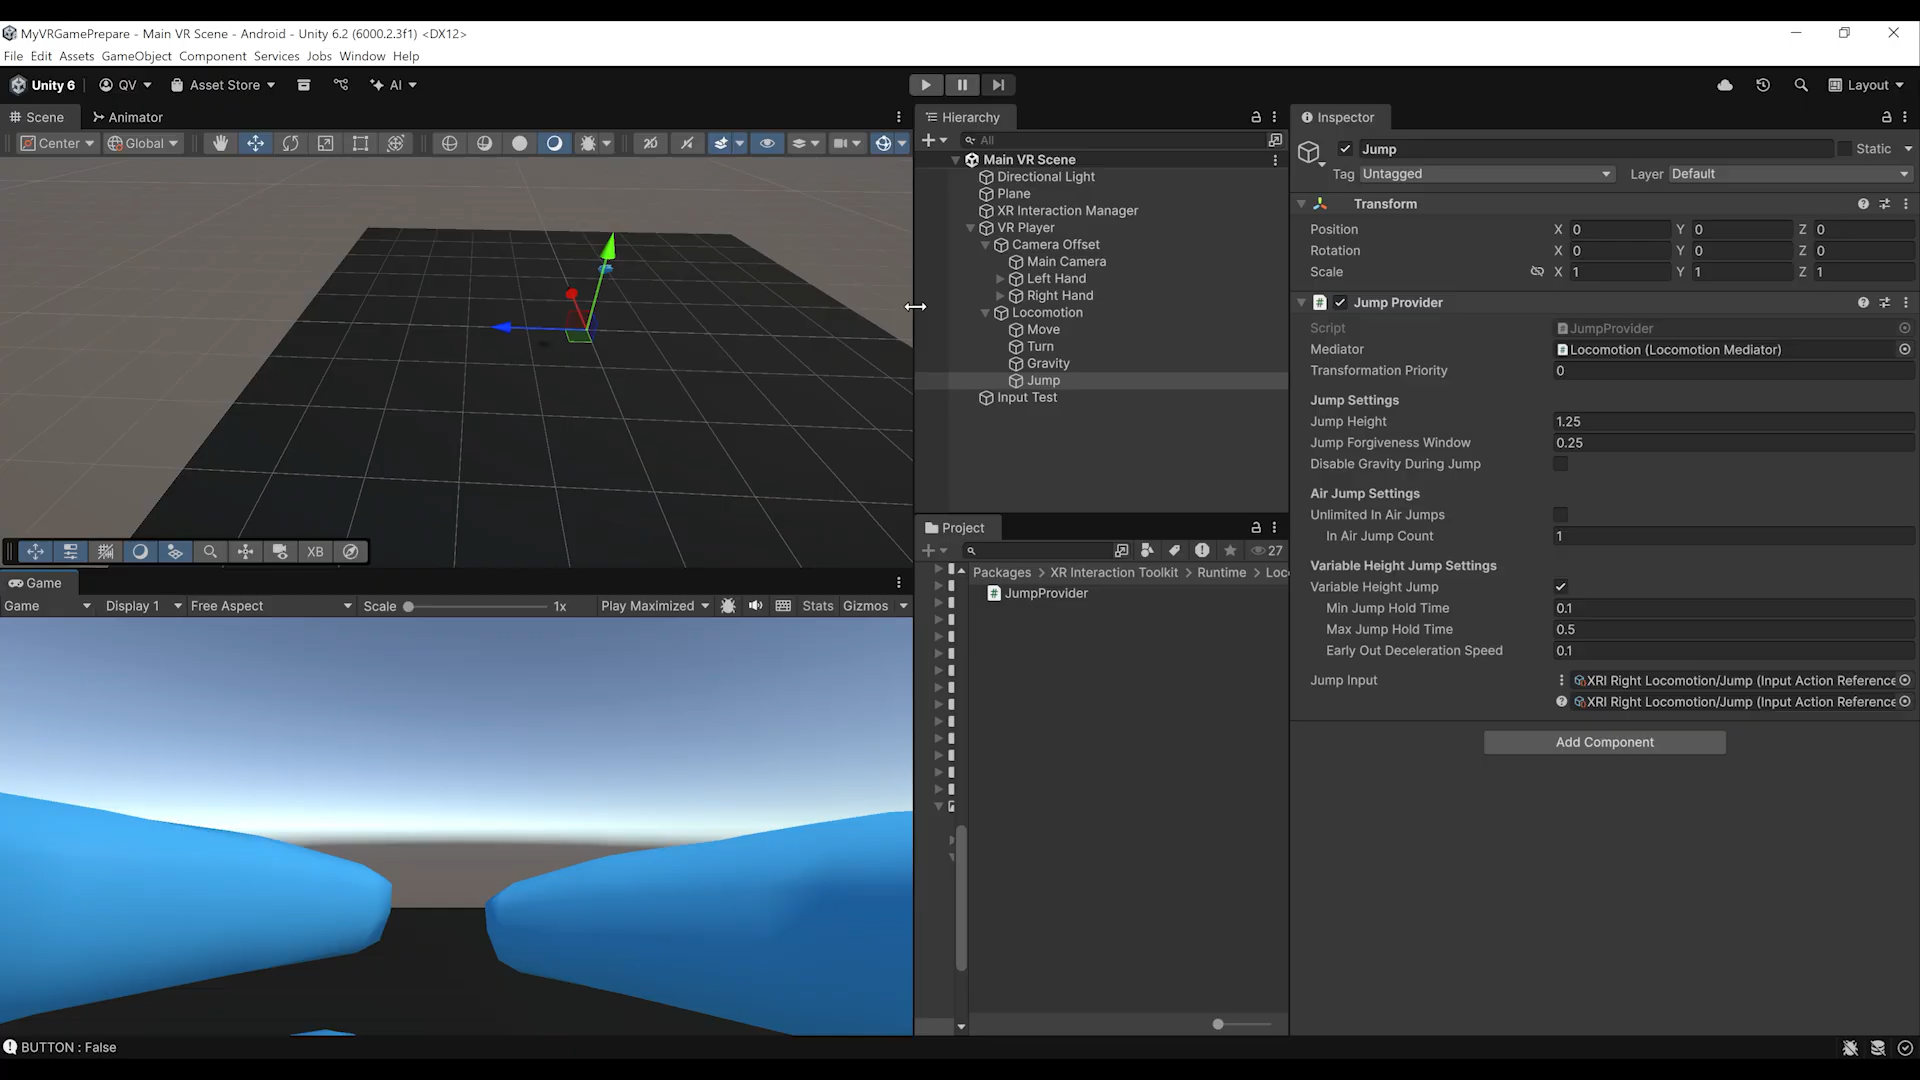 MyVRGamePrepare - Main VR Scene - Android - Unity 6.2 (6000.2.3f1) <DX12>
File Edit Assets GameObject Component Services Jobs Window Help
Unity 6 QV Asset Store AI Layout
Scene Animator
Center Global
XB
Game
Game Display 1 Free Aspect Scale 1x Play Maximized Stats Gizmos
Hierarchy
All
Main VR Scene
Directional Light
Plane
XR Interaction Manager
VR Player
Camera Offset
Main Camera
Left Hand
Right Hand
Locomotion
Move
Turn
Gravity
Jump
Input Test
Project
27
Packages > XR Interaction Toolkit > Runtime > Loc
JumpProvider
Inspector
Jump Static
Tag Untagged Layer Default
Transform
Position X 0 Y 0 Z 0
Rotation X 0 Y 0 Z 0
Scale X 1 Y 1 Z 1
Jump Provider
Script JumpProvider
Mediator Locomotion (Locomotion Mediator)
Transformation Priority 0
Jump Settings
Jump Height 1.25
Jump Forgiveness Window 0.25
Disable Gravity During Jump
Air Jump Settings
Unlimited In Air Jumps
In Air Jump Count 1
Variable Height Jump Settings
Variable Height Jump
Min Jump Hold Time 0.1
Max Jump Hold Time 0.5
Early Out Deceleration Speed 0.1
Jump Input XRI Right Locomotion/Jump (Input Action Reference
XRI Right Locomotion/Jump (Input Action Reference
Add Component
BUTTON : False